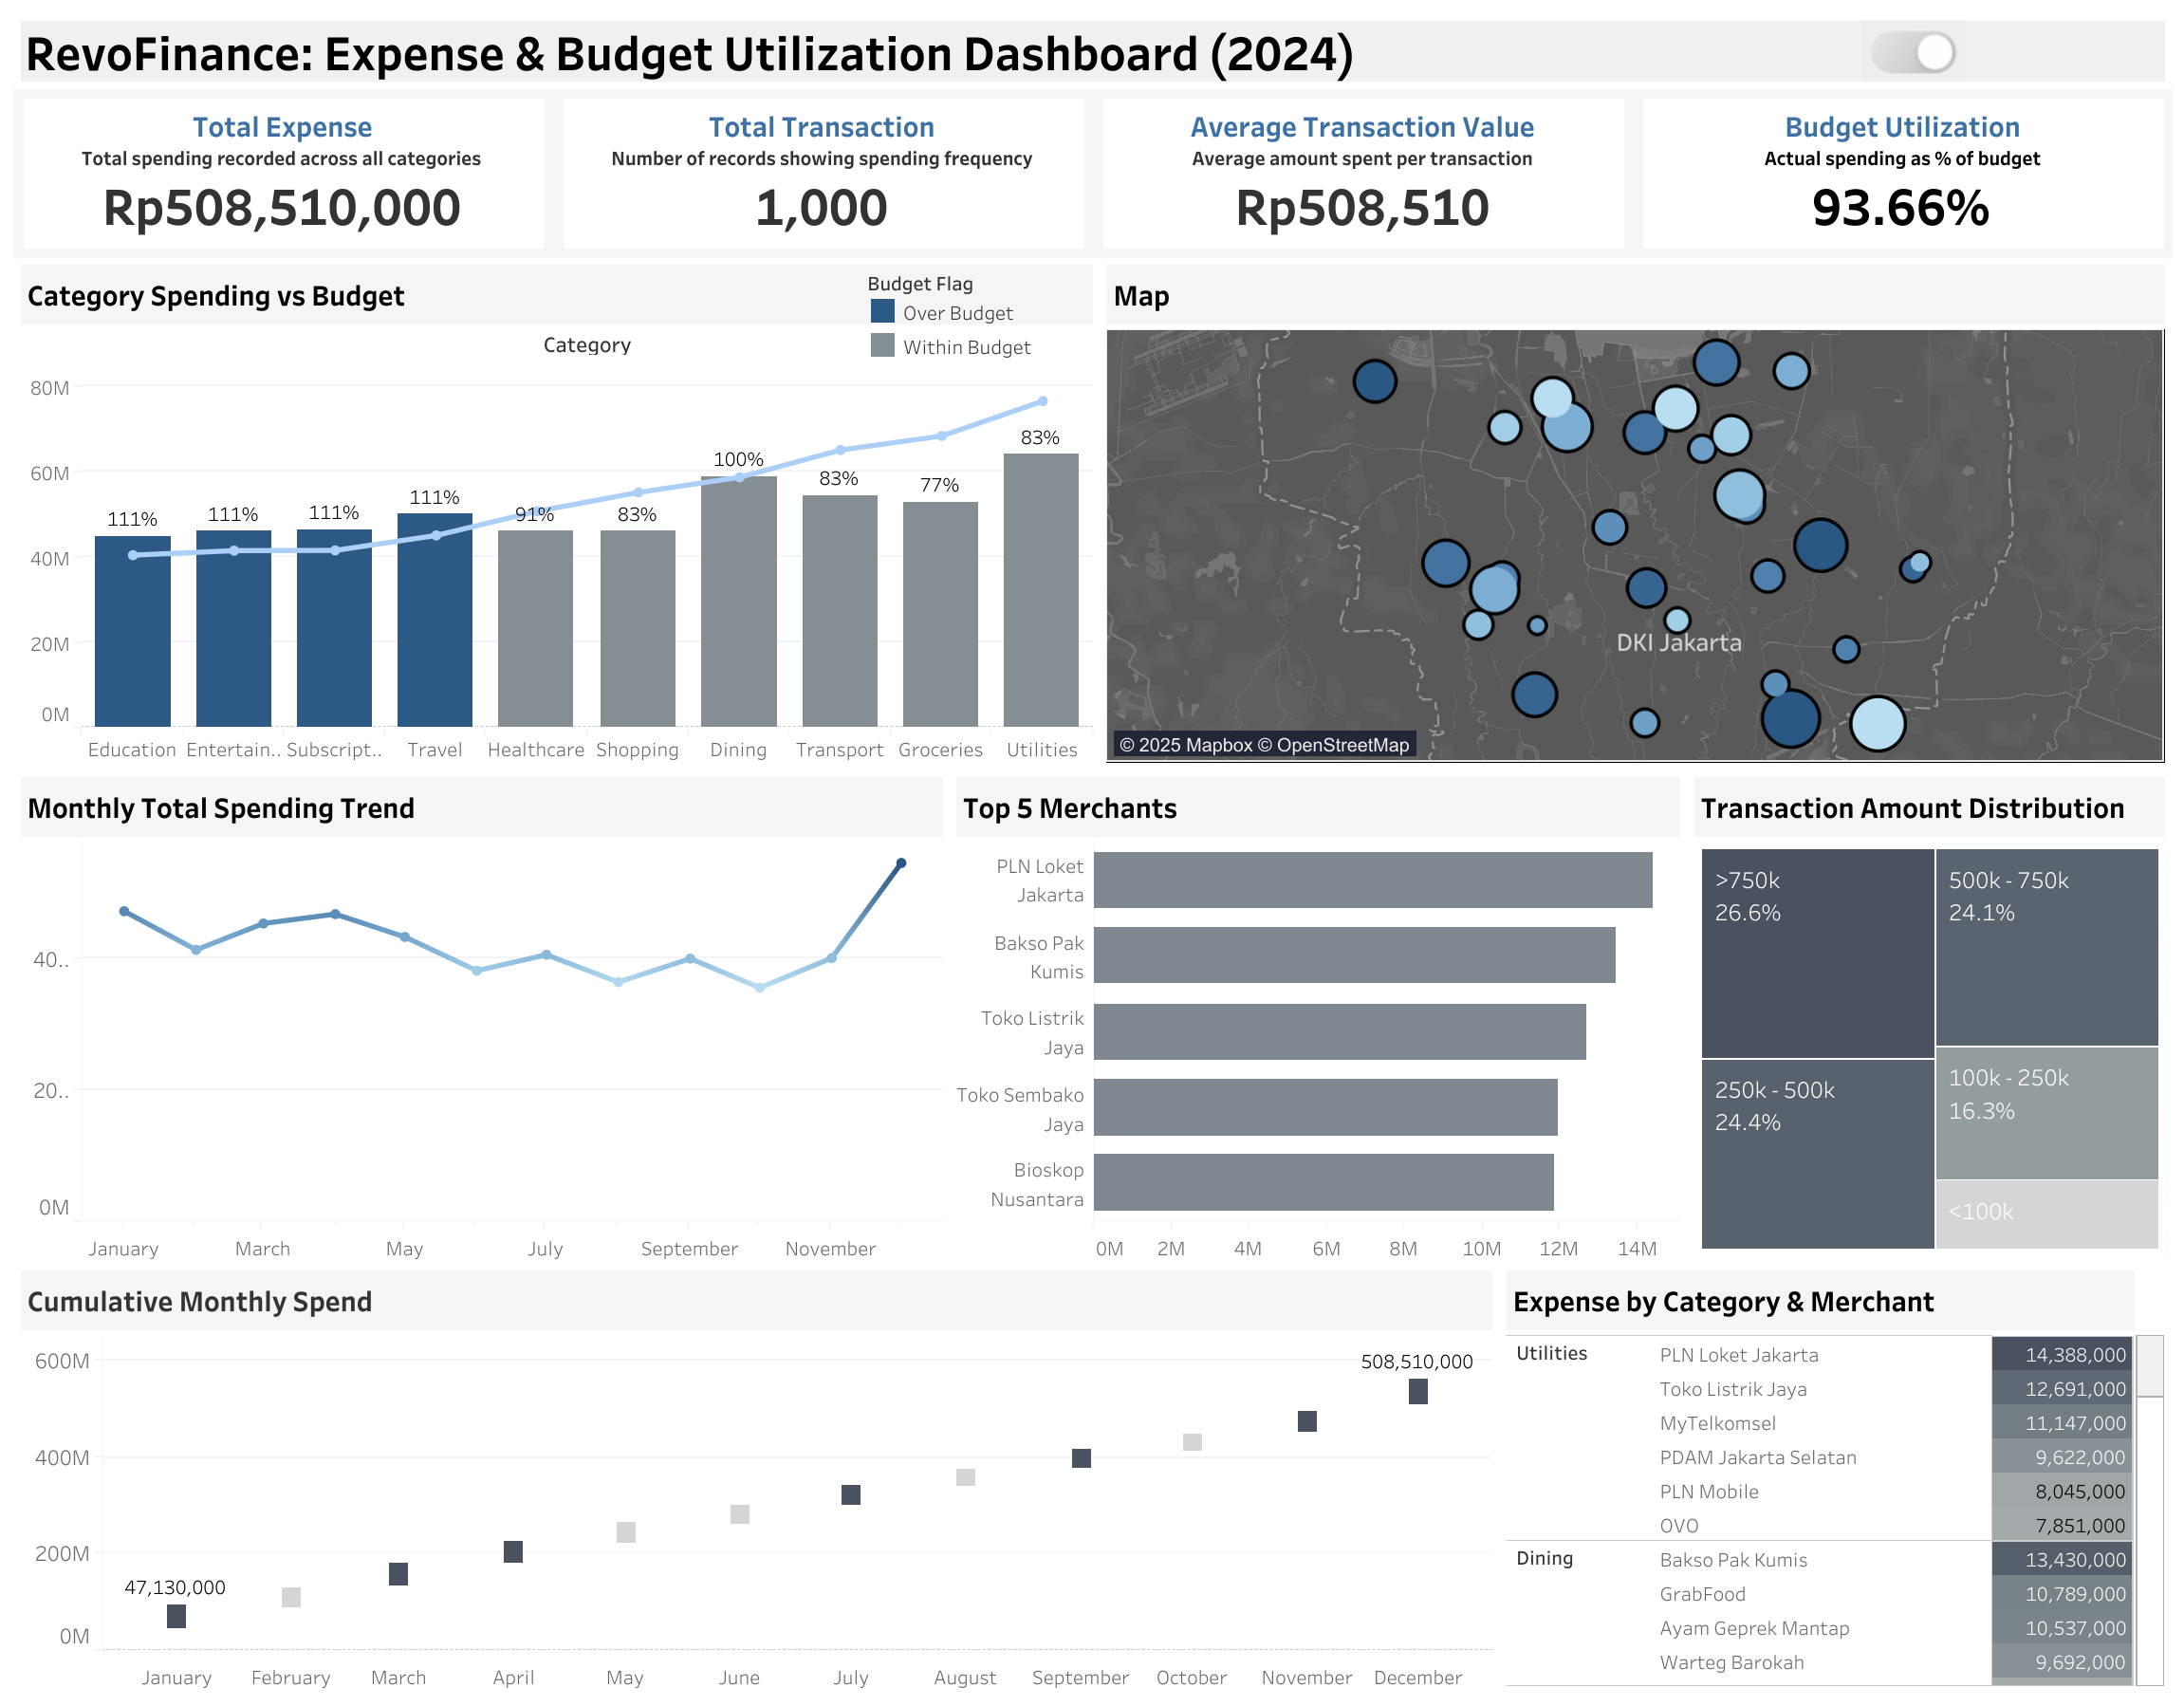 RevoFinance: Expense & Budget Utilization Dashboard (2024)
Total Expense
Total spending recorded across all categories
Rp508,510,000
Total Transaction
Number of records showing spending frequency
1,000
Average Transaction Value
Average amount spent per transaction
Rp508,510
Budget Utilization
Actual spending as % of budget
93.66%
Category Spending vs Budget
Budget Flag
Over Budget
Within Budget
Category
80M
60M
40M
20M
0M
111%
111%
111%
111%
91%
83%
100%
83%
77%
83%
Education
Entertain..
Subscript..
Travel
Healthcare
Shopping
Dining
Transport
Groceries
Utilities
Map
DKI Jakarta
© 2025 Mapbox © OpenStreetMap
Monthly Total Spending Trend
40..
20..
0M
January
March
May
July
September
November
Top 5 Merchants
PLN Loket
Jakarta
Bakso Pak
Kumis
Toko Listrik
Jaya
Toko Sembako
Jaya
Bioskop
Nusantara
0M
2M
4M
6M
8M
10M
12M
14M
Transaction Amount Distribution
>750k
26.6%
500k - 750k
24.1%
250k - 500k
24.4%
100k - 250k
16.3%
<100k
Cumulative Monthly Spend
600M
400M
200M
0M
47,130,000
508,510,000
January
February
March
April
May
June
July
August
September
October
November
December
Expense by Category & Merchant
Utilities
PLN Loket Jakarta 14,388,000
Toko Listrik Jaya 12,691,000
MyTelkomsel 11,147,000
PDAM Jakarta Selatan 9,622,000
PLN Mobile 8,045,000
OVO 7,851,000
Dining
Bakso Pak Kumis 13,430,000
GrabFood 10,789,000
Ayam Geprek Mantap 10,537,000
Warteg Barokah 9,692,000